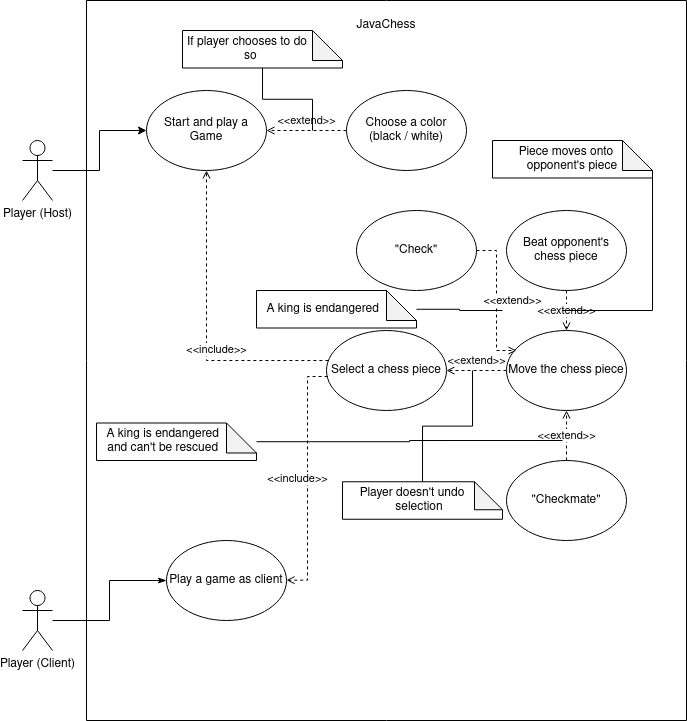 JavaChess
If player chooses to do
so
Start and play a
Game
<<extend>>
Choose a color
(black / white)
Player (Host)
Piece moves onto
opponent's piece
"Check"
Beat opponent's
chess piece
A king is endangered
<<extend>>
<<extend>>
<<include>>
Select a chess piece
<<extend>>
Move the chess piece
A king is endangered
and can't be rescued
<<extend>>
<<include>>
Player doesn't undo
selection
"Checkmate"
Play a game as client
Player (Client)